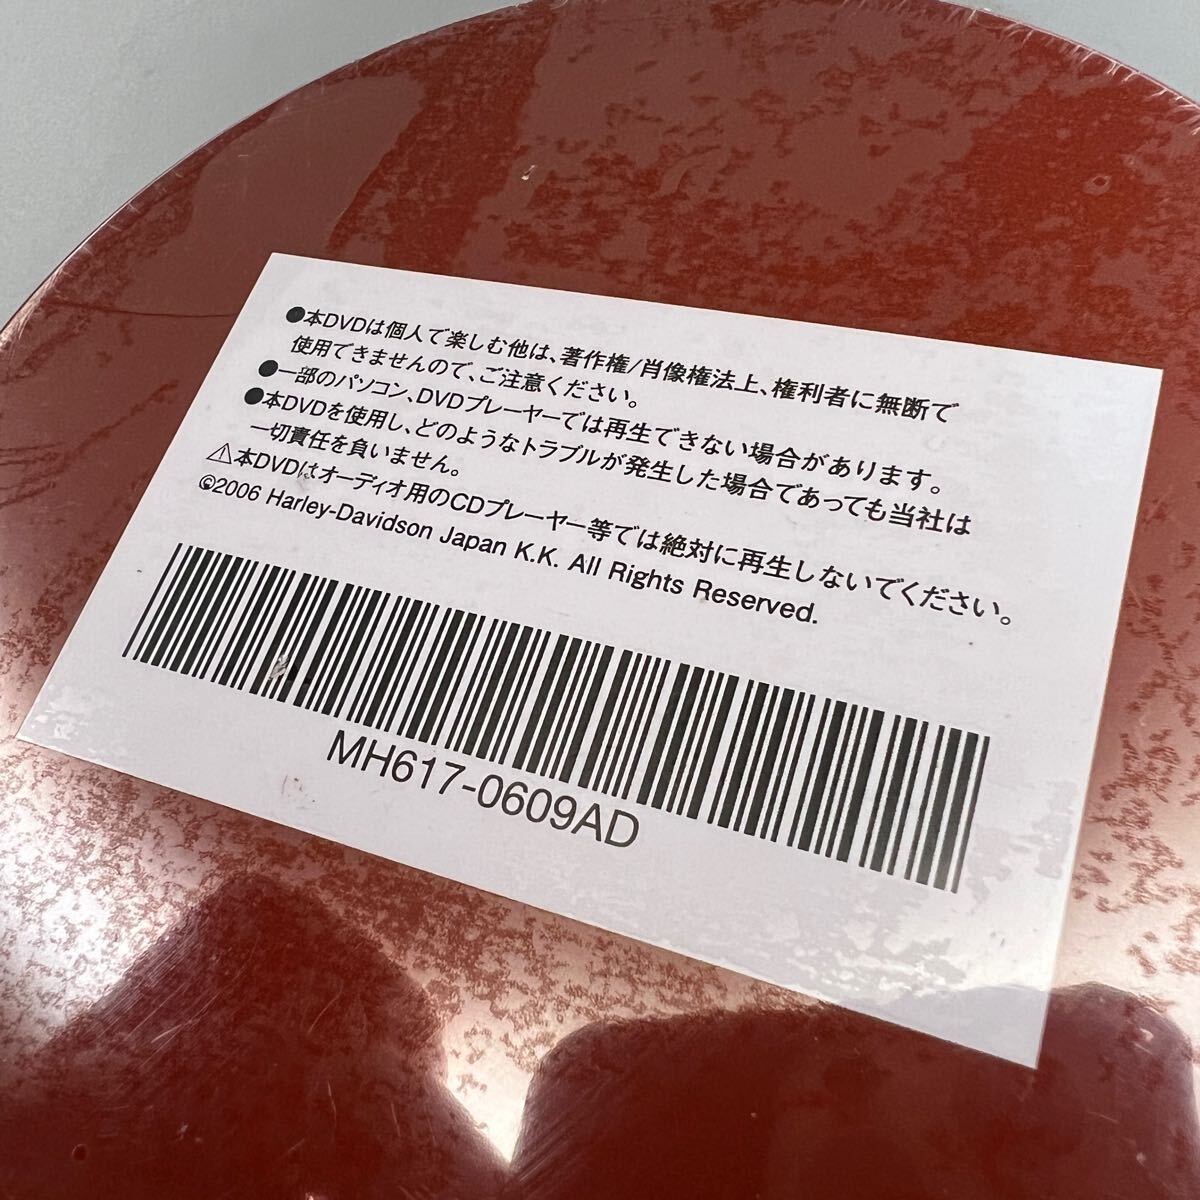 ●本DVDは個人で楽しむ他は、著作権/肖像権法上、権利者に無断で
使用できませんので、ご注意ください。
●一部のパソコン、DVDプレーヤーでは再生できない場合があります。
●本DVDを使用し、どのようなトラブルが発生した場合であっても当社は
一切責任を負いません。
⚠本DVDはオーディオ用のCDプレーヤー等では絶対に再生しないでください。
©2006 Harley-Davidson Japan K.K. All Rights Reserved.
MH617-0609AD